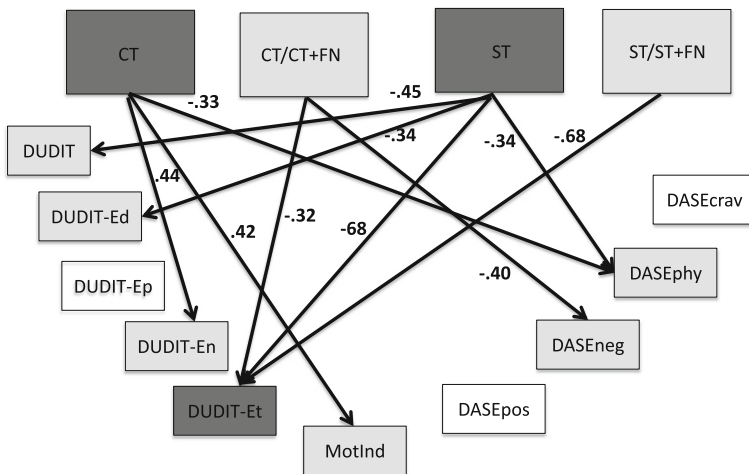 CT
CT/CT+FN
ST
ST/ST+FN
-.33
-.45
DUDIT
-.34
-.34
-.68
.44
DASEcrav
DUDIT-Ed
.42
-.32
-68
DUDIT-Ep
-.40
DASEphy
DUDIT-En
DASEneg
DUDIT-Et
DASEpos
MotInd